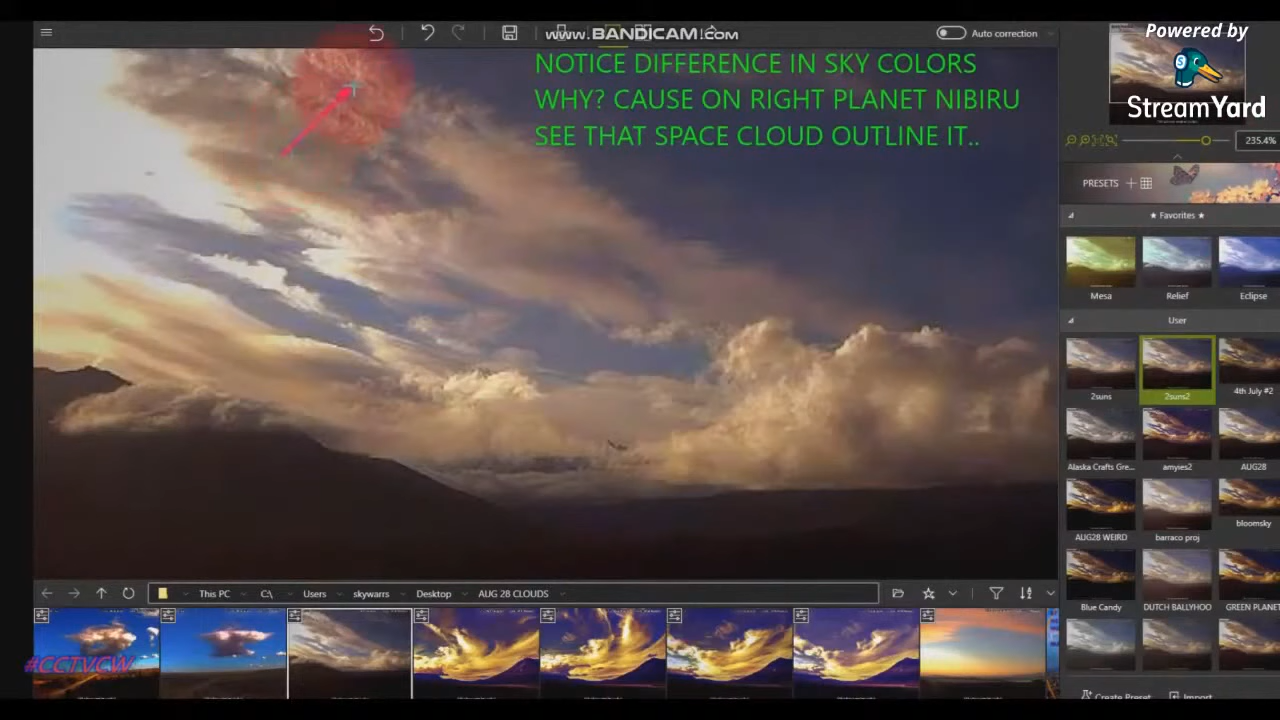 www.BANDICAM.com
Auto correction
Powered by
StreamYard
NOTICE DIFFERENCE IN SKY COLORS
WHY? CAUSE ON RIGHT PLANET NIBIRU
SEE THAT SPACE CLOUD OUTLINE IT..
235.4%
PRESETS
★ Favorites ★
Mesa Relief Eclipse
User
2suns 2suns2 4th July #2
Alaska Crafts Gre... amyies2 AUG28
AUG28 WEIRD barraco proj bloomsky
Blue Candy DUTCH BALLYHOO GREEN PLANET
This PC C:\ Users skywarrs Desktop AUG 28 CLOUDS
#CCTVCW
Create Preset Import